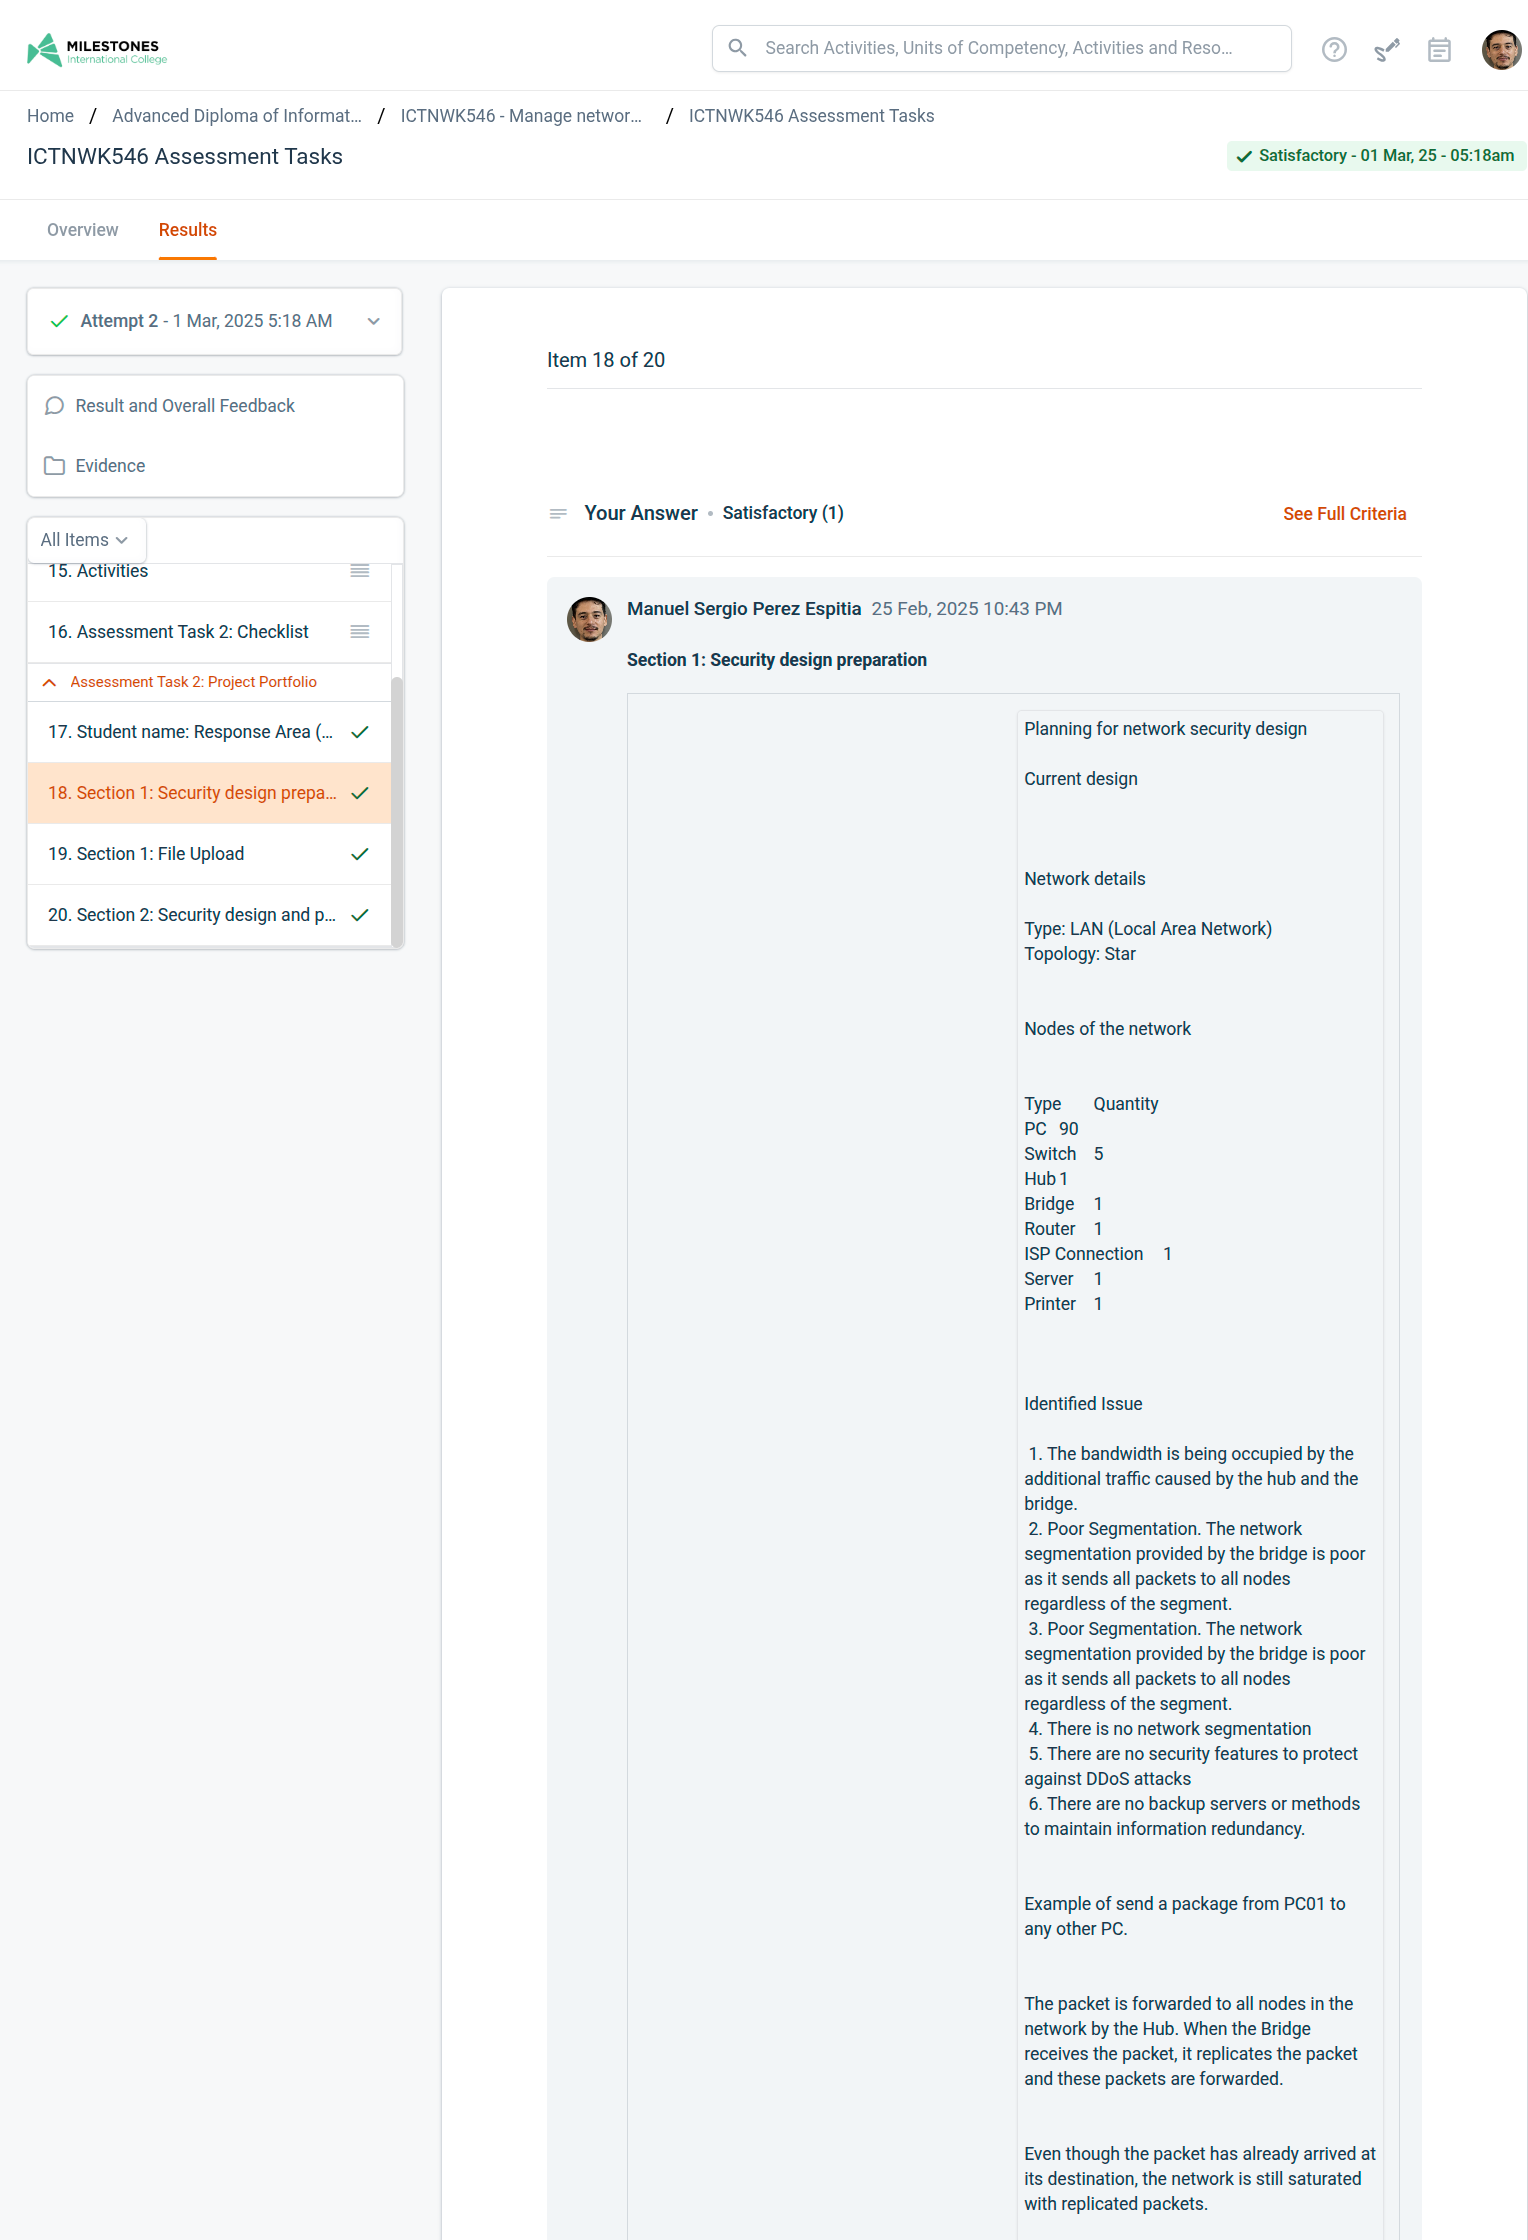 MILESTONES
International College
Search Activities, Units of Competency, Activities and Reso...
Home / Advanced Diploma of Informat... / ICTNWK546 - Manage networ... / ICTNWK546 Assessment Tasks
ICTNWK546 Assessment Tasks
Satisfactory - 01 Mar, 25 - 05:18am
Overview
Results
Attempt 2 - 1 Mar, 2025 5:18 AM
Result and Overall Feedback
Evidence
All Items
15. Activities
16. Assessment Task 2: Checklist
Assessment Task 2: Project Portfolio
17. Student name: Response Area (...
18. Section 1: Security design prepa...
19. Section 1: File Upload
20. Section 2: Security design and p...
Item 18 of 20
Your Answer • Satisfactory (1)
See Full Criteria
Manuel Sergio Perez Espitia 25 Feb, 2025 10:43 PM
Section 1: Security design preparation
Planning for network security design
Current design
Network details
Type: LAN (Local Area Network)
Topology: Star
Nodes of the network
Type Quantity
PC 90
Switch 5
Hub 1
Bridge 1
Router 1
ISP Connection 1
Server 1
Printer 1
Identified Issue
1. The bandwidth is being occupied by the
additional traffic caused by the hub and the
bridge.
2. Poor Segmentation. The network
segmentation provided by the bridge is poor
as it sends all packets to all nodes
regardless of the segment.
3. Poor Segmentation. The network
segmentation provided by the bridge is poor
as it sends all packets to all nodes
regardless of the segment.
4. There is no network segmentation
5. There are no security features to protect
against DDoS attacks
6. There are no backup servers or methods
to maintain information redundancy.
Example of send a package from PC01 to
any other PC.
The packet is forwarded to all nodes in the
network by the Hub. When the Bridge
receives the packet, it replicates the packet
and these packets are forwarded.
Even though the packet has already arrived at
its destination, the network is still saturated
with replicated packets.